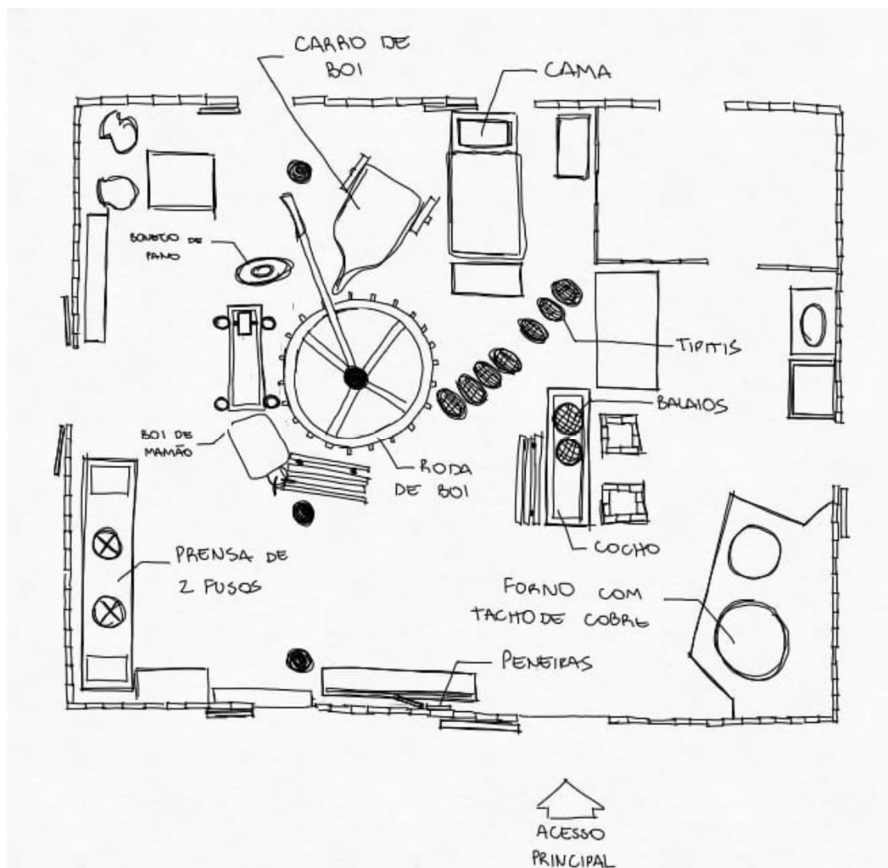 CARRO DE
BOI
CAMA
BONECO DE
PANO
TIPITIS
BALAIOS
BOI DE
MAMÃO
RODA
DE BOI
COCHO
PRENSA DE
2 FUSOS
FORNO COM
TACHO DE COBRE
PENEIRAS
ACESSO
PRINCIPAL